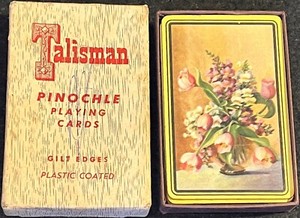 Talisman
PINOCHLE
PLAYING
CARDS
GILT EDGES
PLASTIC COATED